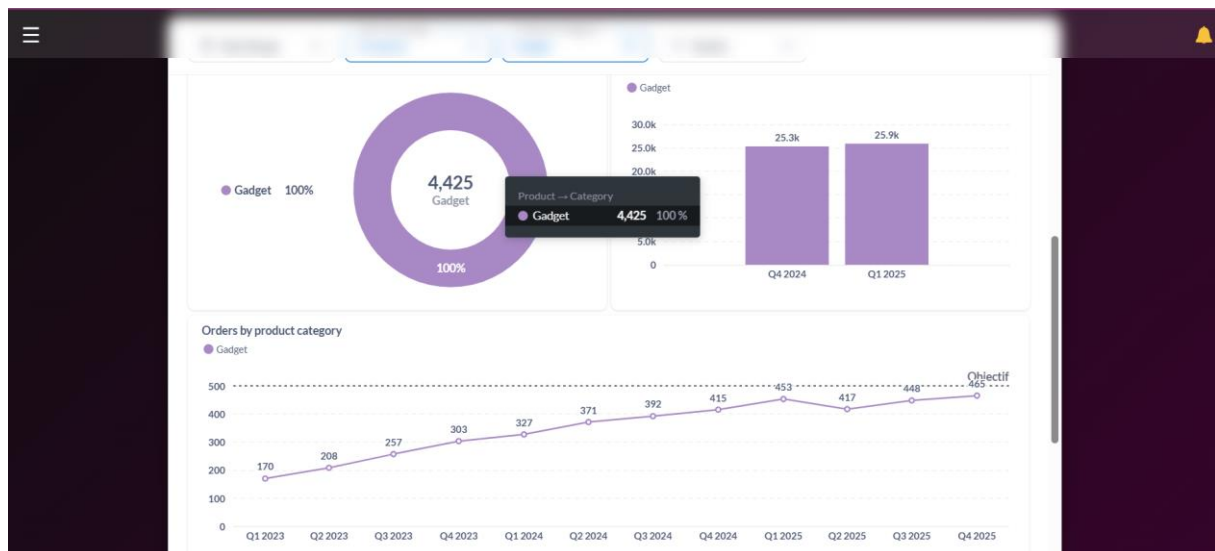 Gadget 100%
4,425
Gadget
100%
Product → Category
Gadget 4,425 100 %
Gadget
30.0k
25.0k
20.0k
5.0k
0
25.3k
25.9k
Q4 2024
Q1 2025
Orders by product category
Gadget
Objectif
500
400
300
200
100
0
170
208
257
303
327
371
392
415
453
417
448
465
Q1 2023
Q2 2023
Q3 2023
Q4 2023
Q1 2024
Q2 2024
Q3 2024
Q4 2024
Q1 2025
Q2 2025
Q3 2025
Q4 2025